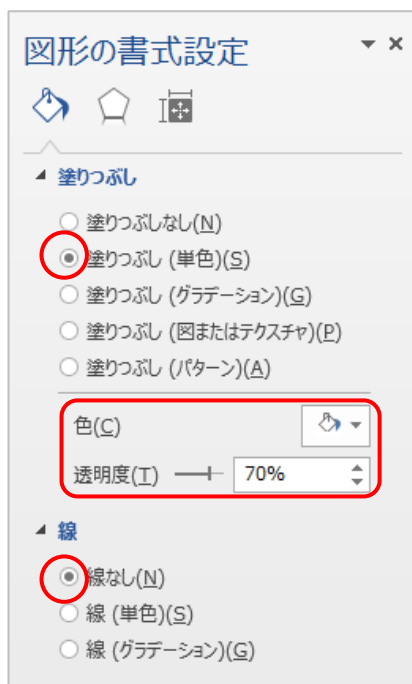 図形の書式設定
塗りつぶし
塗りつぶしなし(N)
塗りつぶし (単色)(S)
塗りつぶし (グラデーション)(G)
塗りつぶし (図またはテクスチャ)(P)
塗りつぶし (パターン)(A)
色(C)
透明度(T) 70%
線
線なし(N)
線 (単色)(S)
線 (グラデーション)(G)